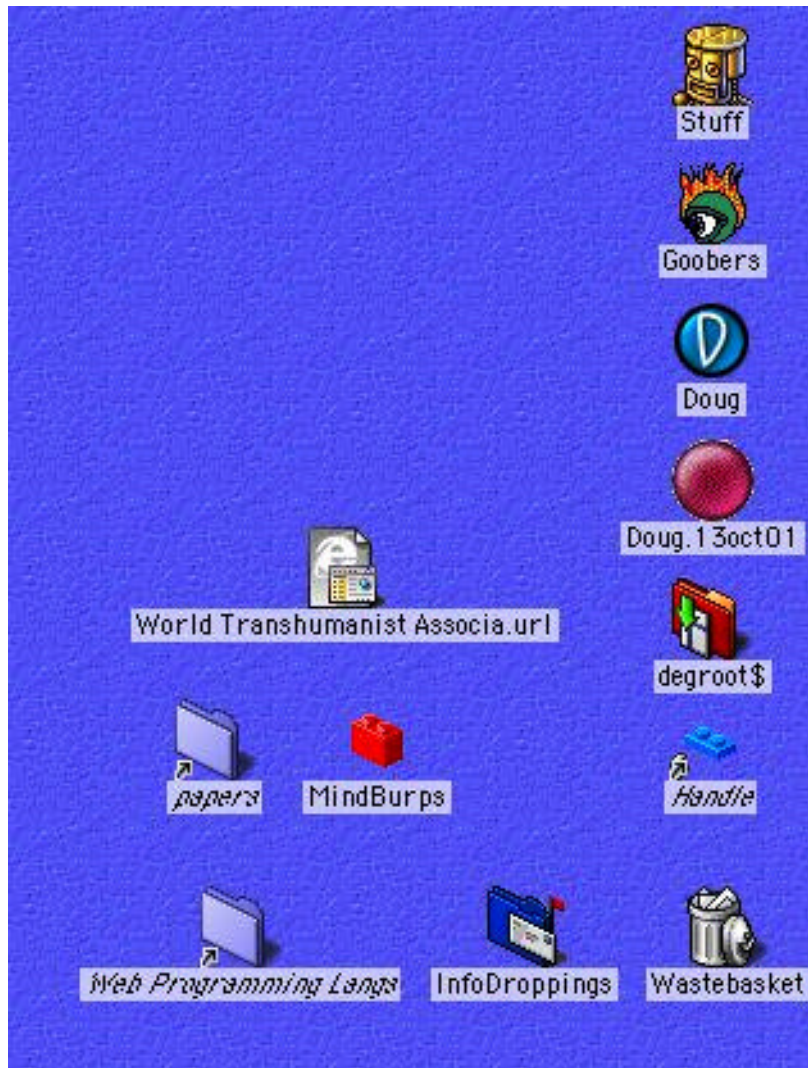 Stuff
Goobers
D
Doug
Doug.13oct01
World Transhumanist Associa.url
degroot$
papers
MindBurps
Handle
Web Programming Langs
InfoDroppings
Wastebasket